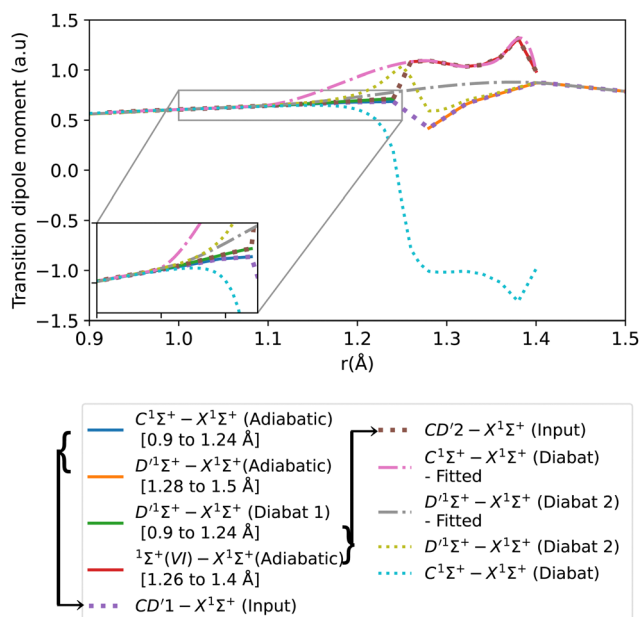 Transition dipole moment (a.u)
1.5
1.0
0.5
0.0
−0.5
−1.0
−1.5
0.9 1.0 1.1 1.2 1.3 1.4 1.5
r(Å)
C¹Σ⁺ − X¹Σ⁺ (Adiabatic)
[0.9 to 1.24 Å]
D′¹Σ⁺ − X¹Σ⁺(Adiabatic)
[1.28 to 1.5 Å]
D′¹Σ⁺ − X¹Σ⁺ (Diabat 1)
[0.9 to 1.24 Å]
¹Σ⁺(VI) − X¹Σ⁺(Adiabatic)
[1.26 to 1.4 Å]
CD′1 − X¹Σ⁺ (Input)
CD′2 − X¹Σ⁺ (Input)
C¹Σ⁺ − X¹Σ⁺ (Diabat)
- Fitted
D′¹Σ⁺ − X¹Σ⁺ (Diabat 2)
- Fitted
D′¹Σ⁺ − X¹Σ⁺ (Diabat 2)
C¹Σ⁺ − X¹Σ⁺ (Diabat)